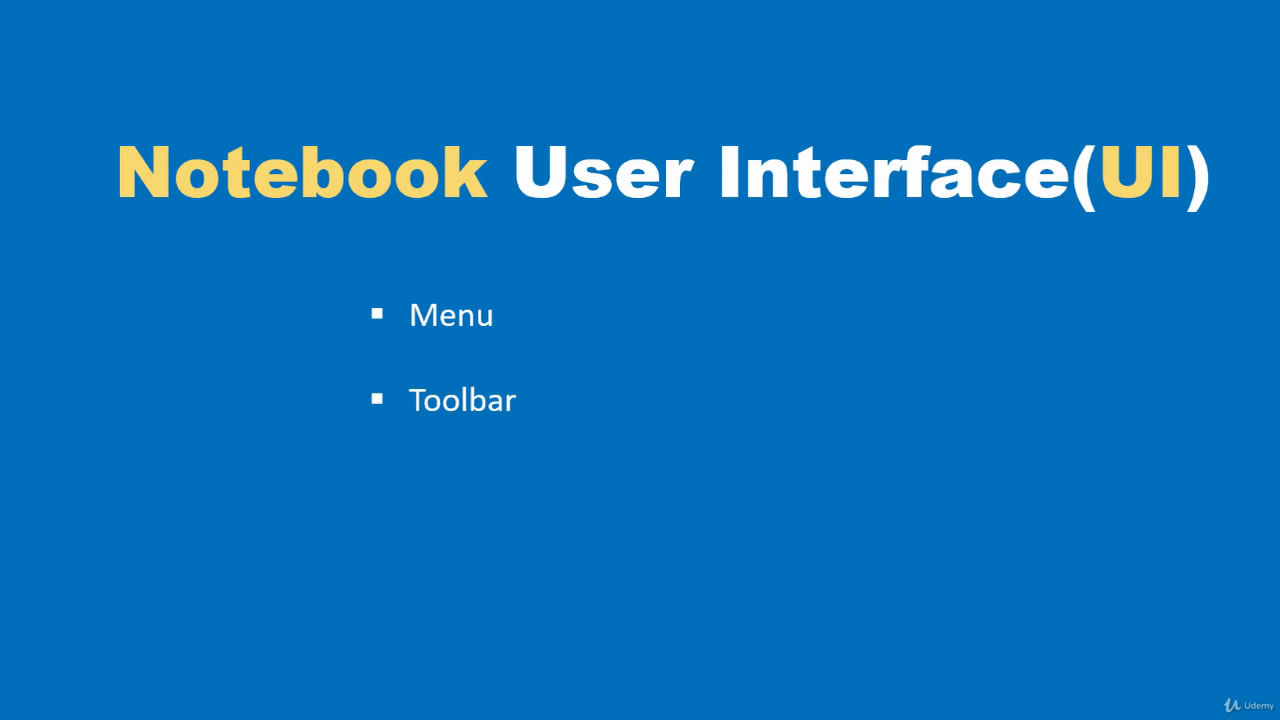 Notebook User Interface(UI)
▪ Menu
▪ Toolbar
Udemy